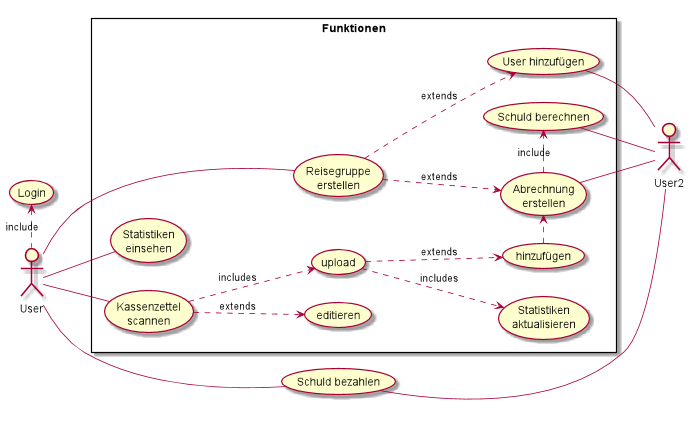 Funktionen
User hinzufügen
extends
Schuld berechnen
include
Reisegruppe
erstellen
extends
Abrechnung
erstellen
User2
Login
include
Statistiken
einsehen
User
upload
extends
hinzufügen
includes
includes
Kassenzettel
scannen
extends
editieren
Statistiken
aktualisieren
Schuld bezahlen